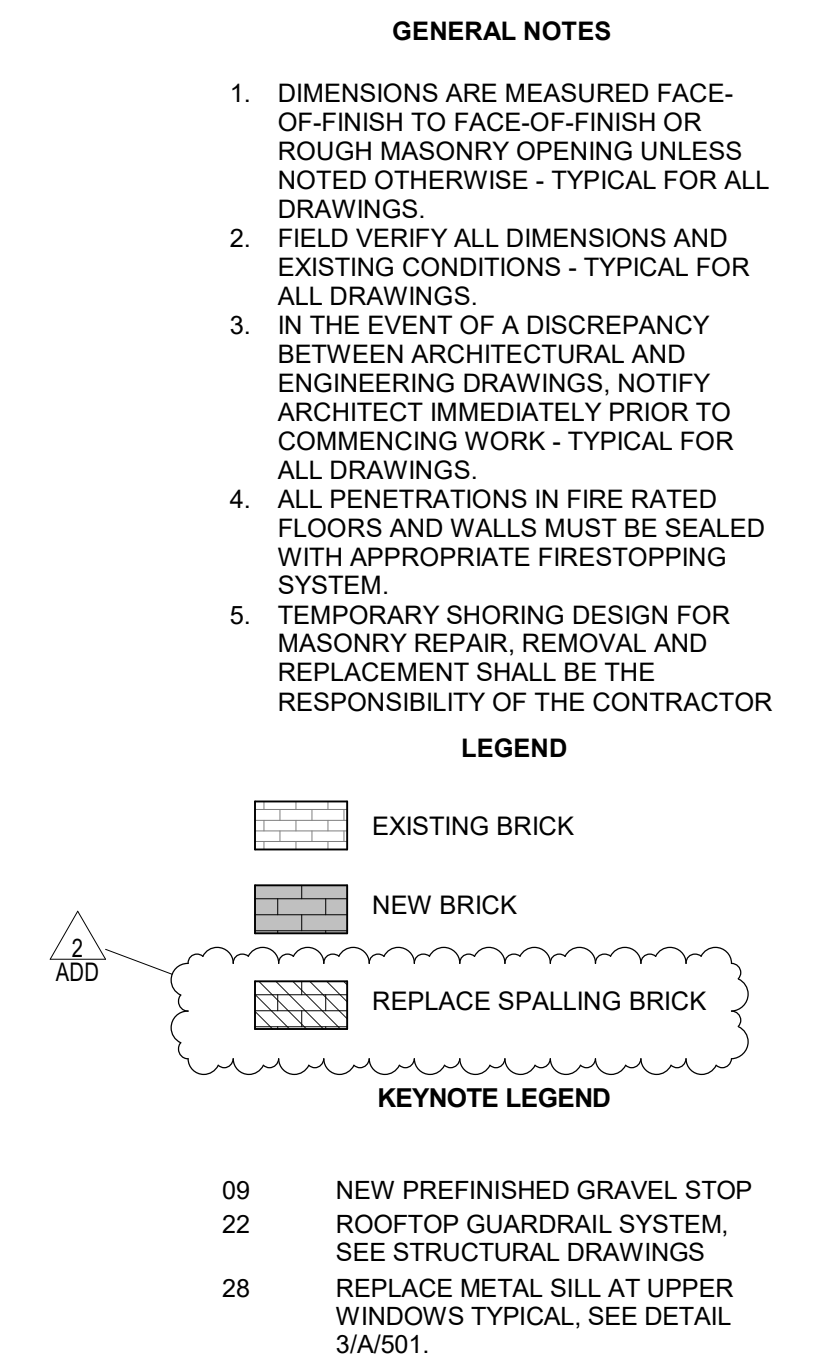 GENERAL NOTES
1. DIMENSIONS ARE MEASURED FACE-
OF-FINISH TO FACE-OF-FINISH OR
ROUGH MASONRY OPENING UNLESS
NOTED OTHERWISE - TYPICAL FOR ALL
DRAWINGS.
2. FIELD VERIFY ALL DIMENSIONS AND
EXISTING CONDITIONS - TYPICAL FOR
ALL DRAWINGS.
3. IN THE EVENT OF A DISCREPANCY
BETWEEN ARCHITECTURAL AND
ENGINEERING DRAWINGS, NOTIFY
ARCHITECT IMMEDIATELY PRIOR TO
COMMENCING WORK - TYPICAL FOR
ALL DRAWINGS.
4. ALL PENETRATIONS IN FIRE RATED
FLOORS AND WALLS MUST BE SEALED
WITH APPROPRIATE FIRESTOPPING
SYSTEM.
5. TEMPORARY SHORING DESIGN FOR
MASONRY REPAIR, REMOVAL AND
REPLACEMENT SHALL BE THE
RESPONSIBILITY OF THE CONTRACTOR
LEGEND
EXISTING BRICK
NEW BRICK
2
ADD
REPLACE SPALLING BRICK
KEYNOTE LEGEND
09 NEW PREFINISHED GRAVEL STOP
22 ROOFTOP GUARDRAIL SYSTEM,
SEE STRUCTURAL DRAWINGS
28 REPLACE METAL SILL AT UPPER
WINDOWS TYPICAL, SEE DETAIL
3/A/501.